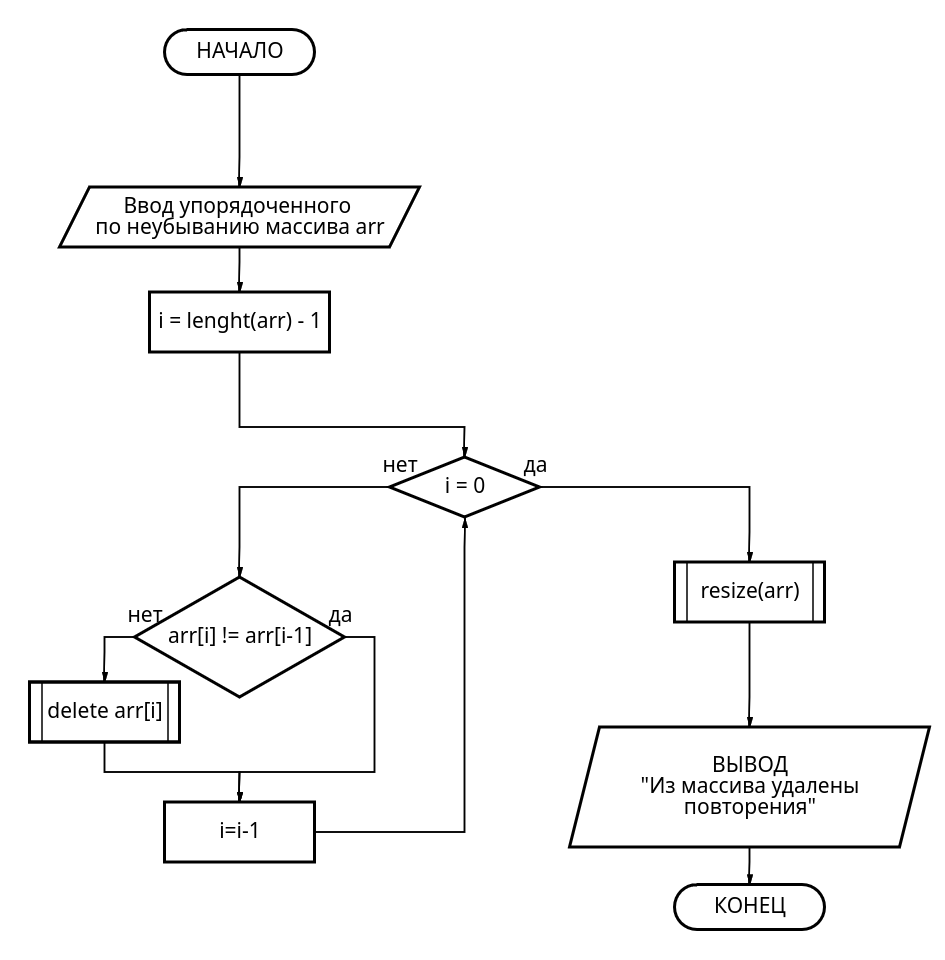 НАЧАЛО
Ввод упорядоченного
по неубыванию массива arr
i = lenght(arr) - 1
нет
да
i = 0
нет
да
arr[i] != arr[i-1]
resize(arr)
delete arr[i]
ВЫВОД
"Из массива удалены
повторения"
i=i-1
КОНЕЦ